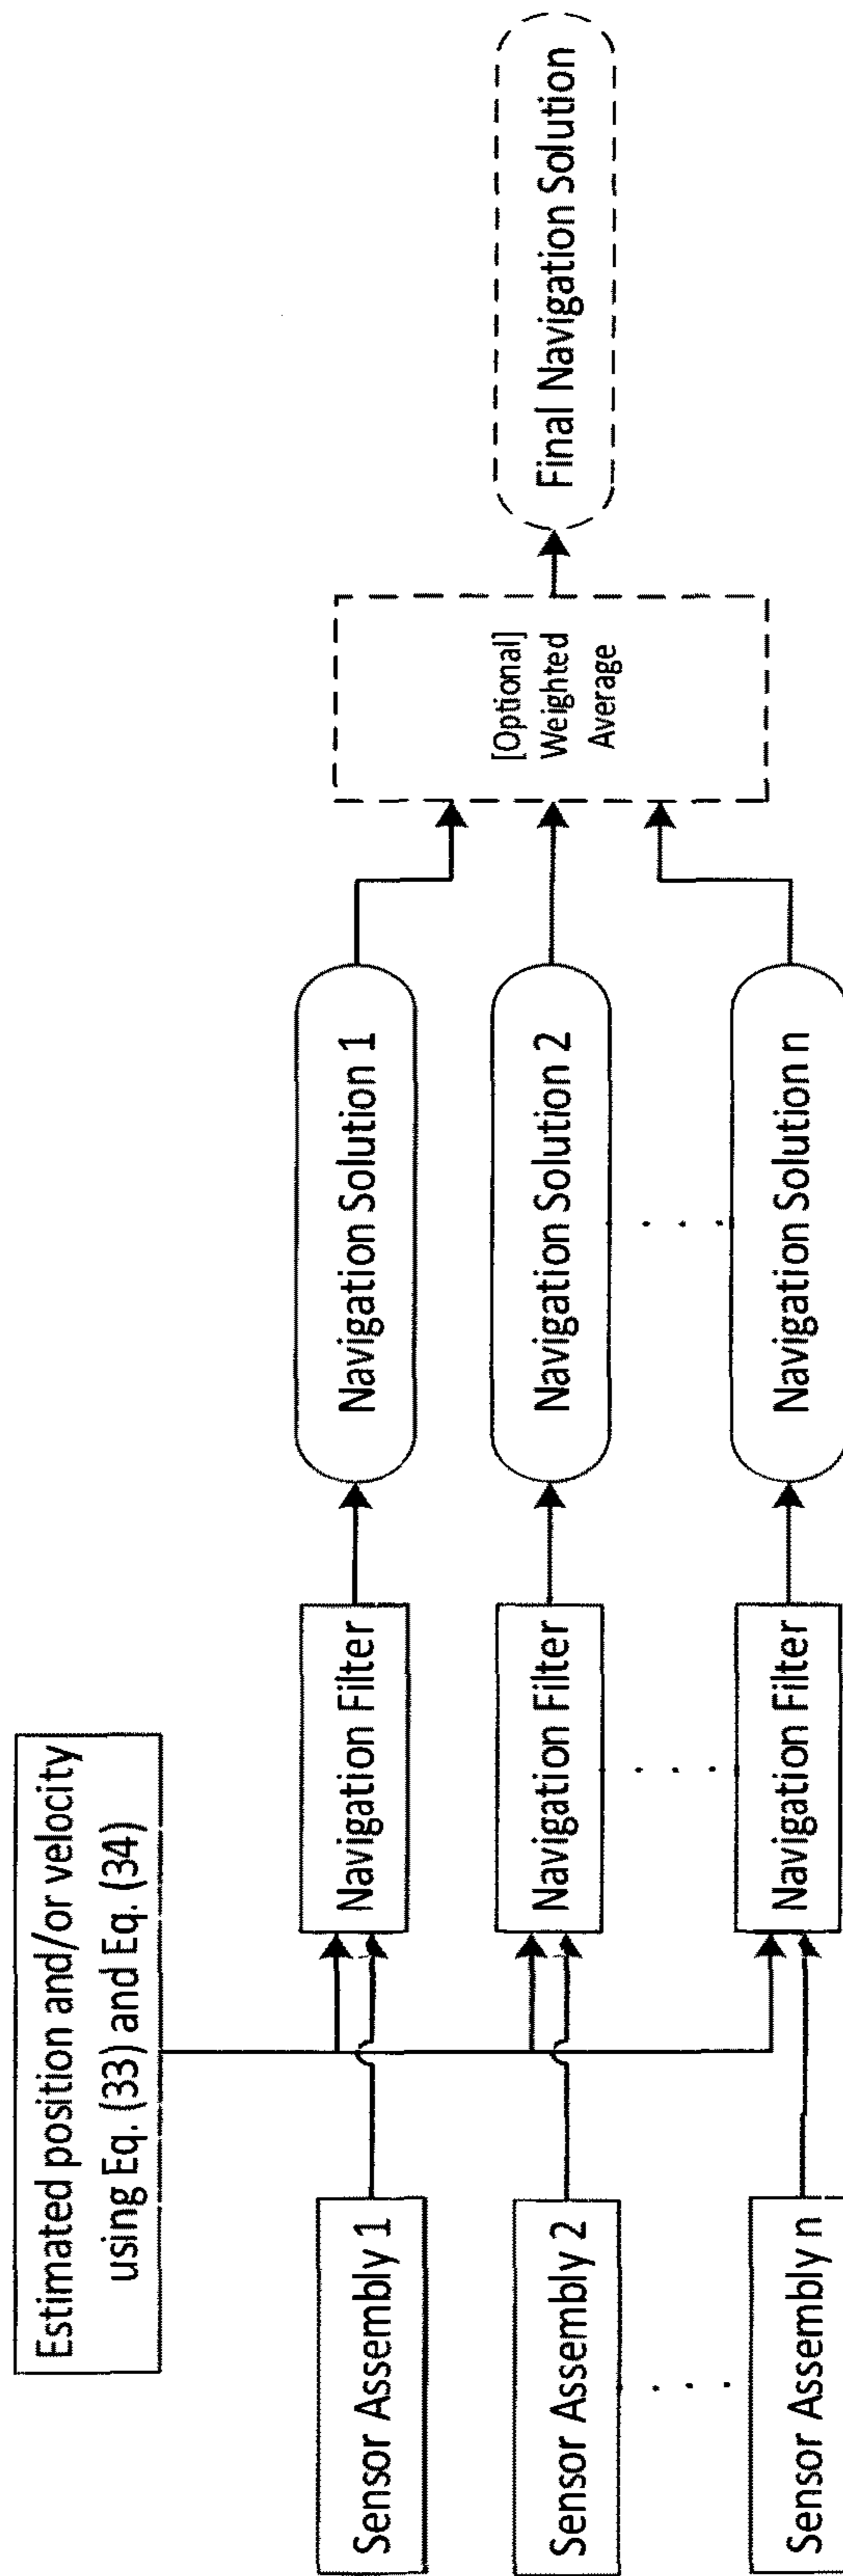 Estimated position and/or velocity
using Eq. (33) and Eq. (34)
Sensor Assembly 1
Navigation Filter
Navigation Solution 1
Sensor Assembly 2
Navigation Filter
Navigation Solution 2
Sensor Assembly n
Navigation Filter
Navigation Solution n
[Optional]
Weighted
Average
Final Navigation Solution